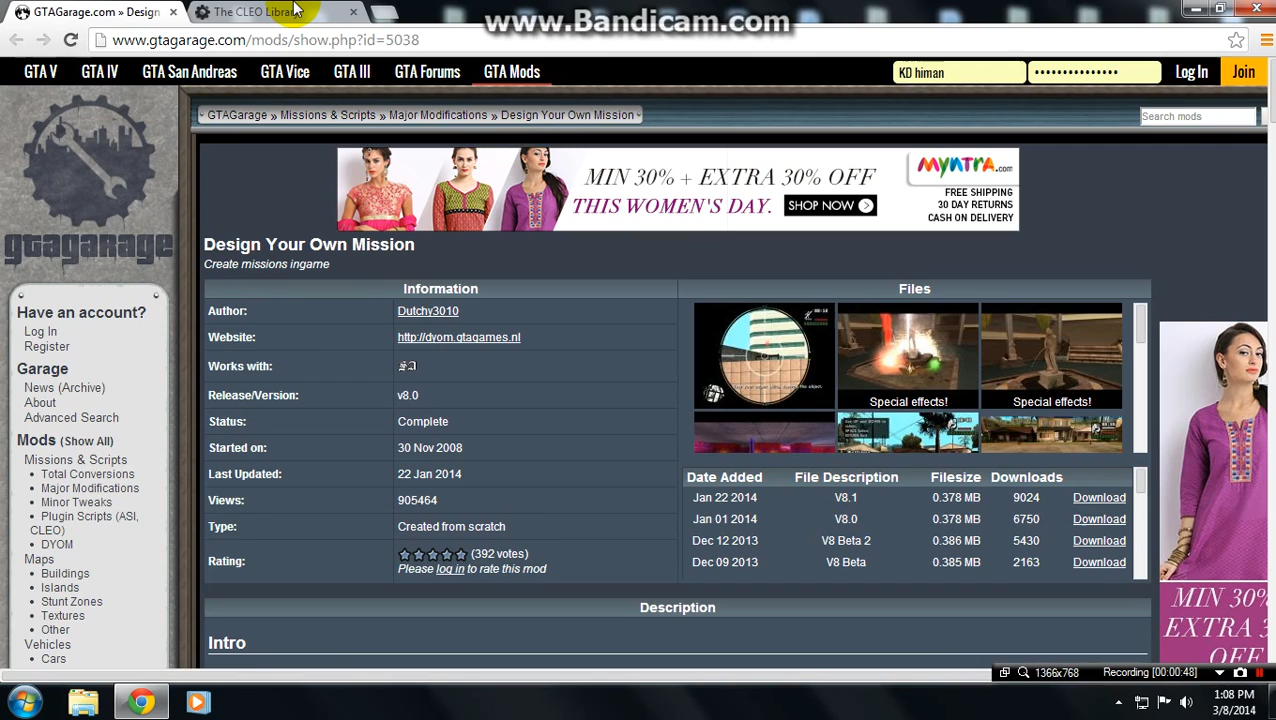 GTAGarage.com » Design
The CLEO Library
www.Bandicam.com
www.gtagarage.com/mods/show.php?id=5038
GTA V GTA IV GTA San Andreas GTA Vice GTA III GTA Forums GTA Mods KD himan ••••••••••••••• Log In Join
GTAGarage » Missions & Scripts » Major Modifications » Design Your Own Mission
Search mods
MIN 30% + EXTRA 30% OFF
THIS WOMEN'S DAY. SHOP NOW
myntra.com
FREE SHIPPING
30 DAY RETURNS
CASH ON DELIVERY
gtagarage
Have an account?
Log In
Register
Garage
News (Archive)
About
Advanced Search
Mods (Show All)
Missions & Scripts
• Total Conversions
• Major Modifications
• Minor Tweaks
• Plugin Scripts (ASI,
CLEO)
• DYOM
Maps
• Buildings
• Islands
• Stunt Zones
• Textures
• Other
Vehicles
• Cars
Design Your Own Mission
Create missions ingame
Information
Author: Dutchy3010
Website: http://dyom.gtagames.nl
Works with:
Release/Version: v8.0
Status: Complete
Started on: 30 Nov 2008
Last Updated: 22 Jan 2014
Views: 905464
Type: Created from scratch
Rating: (392 votes)
Please log in to rate this mod
Files
Special effects!
Special effects!
Date Added File Description Filesize Downloads
Jan 22 2014 V8.1 0.378 MB 9024 Download
Jan 01 2014 V8.0 0.378 MB 6750 Download
Dec 12 2013 V8 Beta 2 0.386 MB 5430 Download
Dec 09 2013 V8 Beta 0.385 MB 2163 Download
Description
Intro
MIN 30%
EXTRA 3
OFF
1366x768 Recording [00:00:48]
1:08 PM
3/8/2014